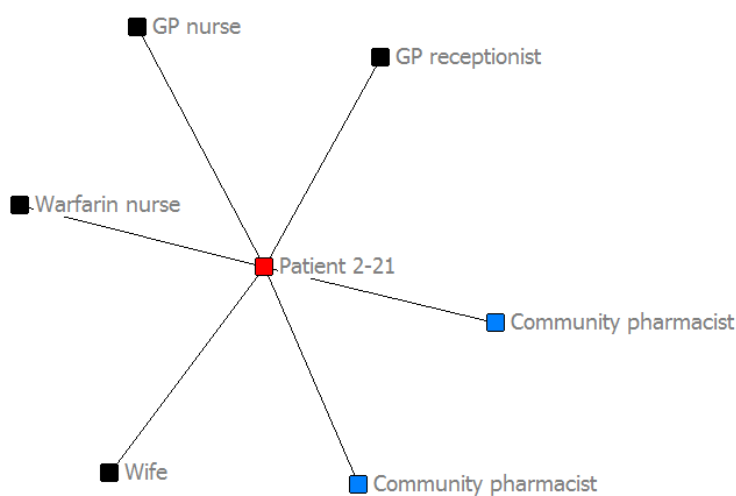 GP nurse
GP receptionist
Warfarin nurse
Patient 2-21
Community pharmacist
Wife
Community pharmacist